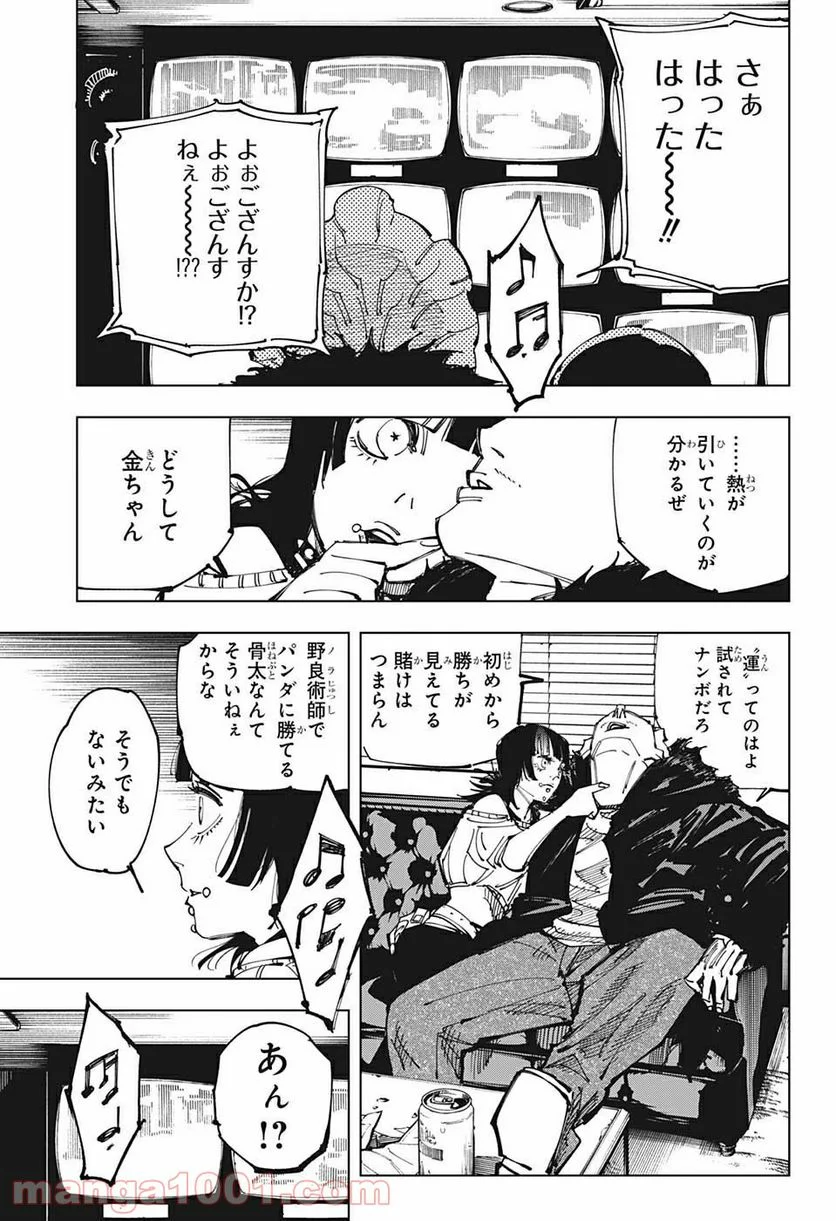 さぁ
はった
はった〜〜!!
よぉござんすか!?
よぉござんす
ねぇ〜〜〜!??
……熱が
引いていくのが
分かるぜ
どうして
金ちゃん
〝運〟ってのはよ
試されて
ナンボだろ
初めから
勝ちが
見えてる
賭けは
つまらん
野良術師で
パンダに勝てる
骨太なんて
そういねぇ
からな
そうでも
ないみたい
あん!?
manga1001.com